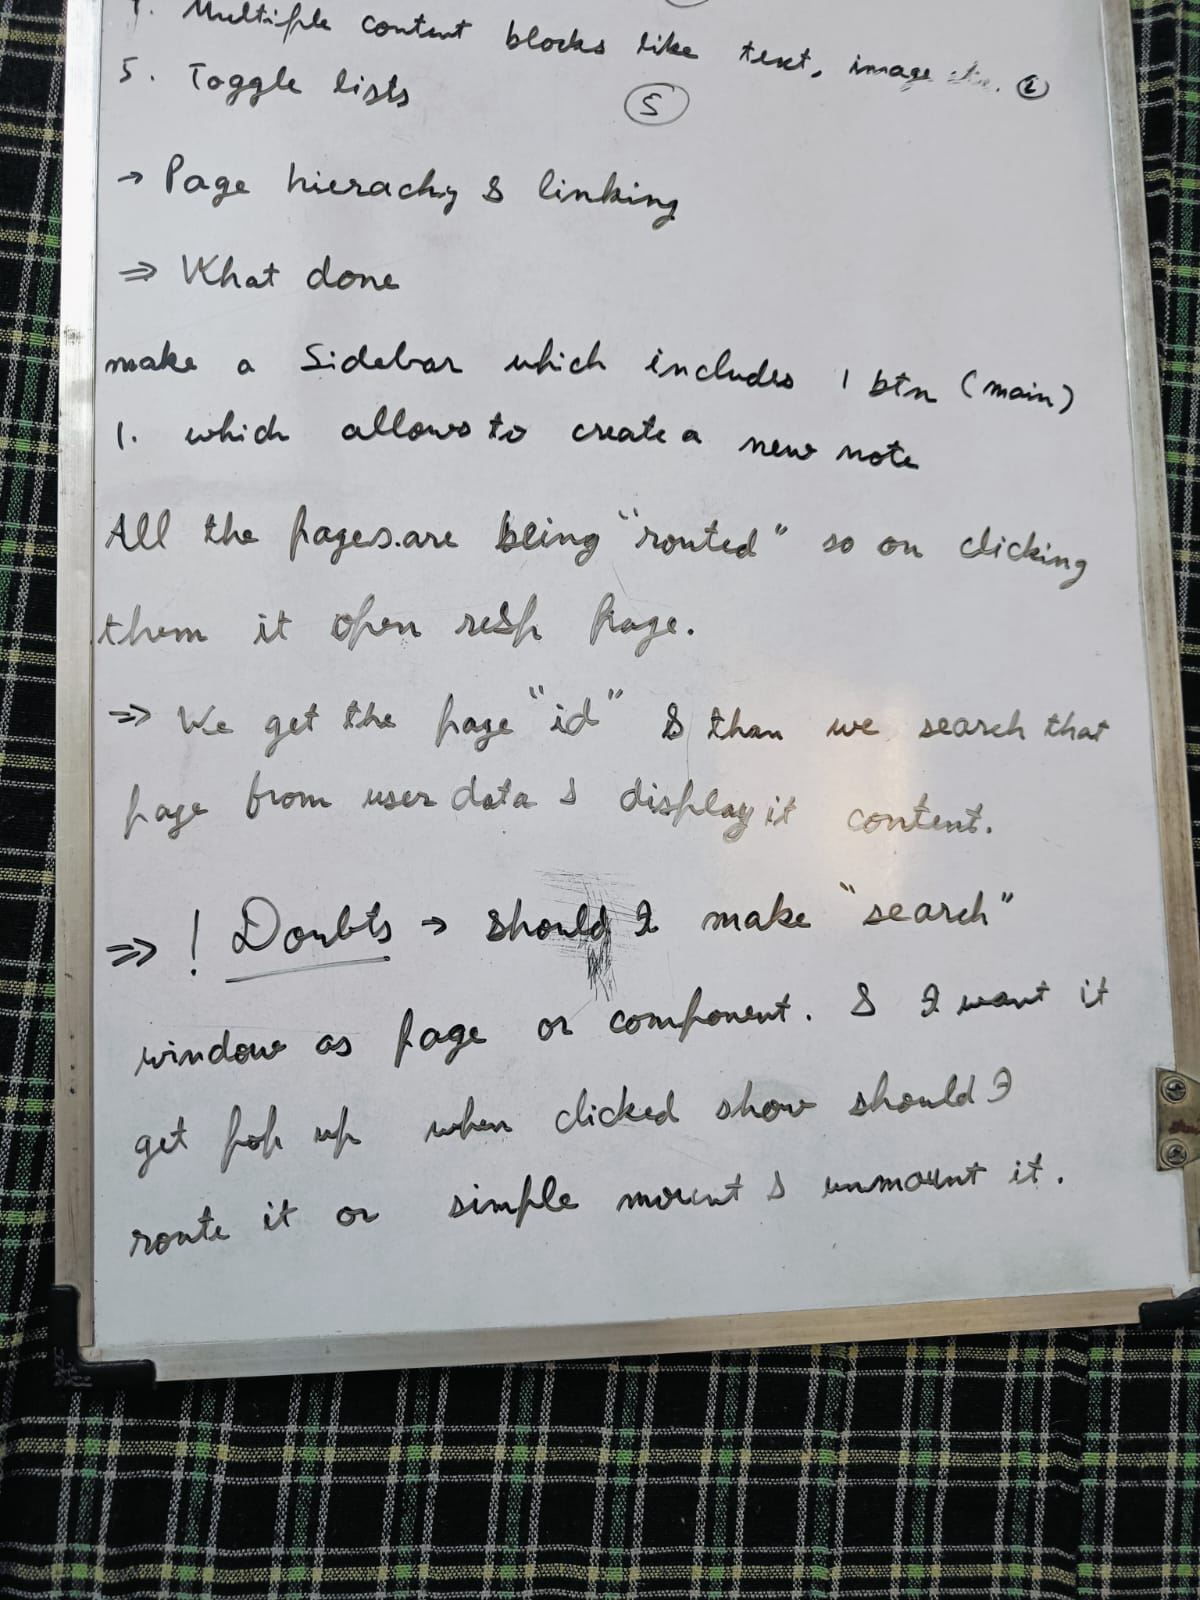 4. Multiple content blocks like text, image etc. 6
5. Toggle lists 5
→ Page hierachy & linking
⇒ What done
make a Sidebar which includes 1 btn (main)
1. which allows to create a new note
All the pages.are being "routed" so on clicking
them it open resp page.
⇒ We get the page "id" & than we search that
page from user data & display it content.
⇒ ! Doubts → should I make "search"
window as page or component. & I want it
get pop up when clicked show should I
route it or simple mount & unmount it.